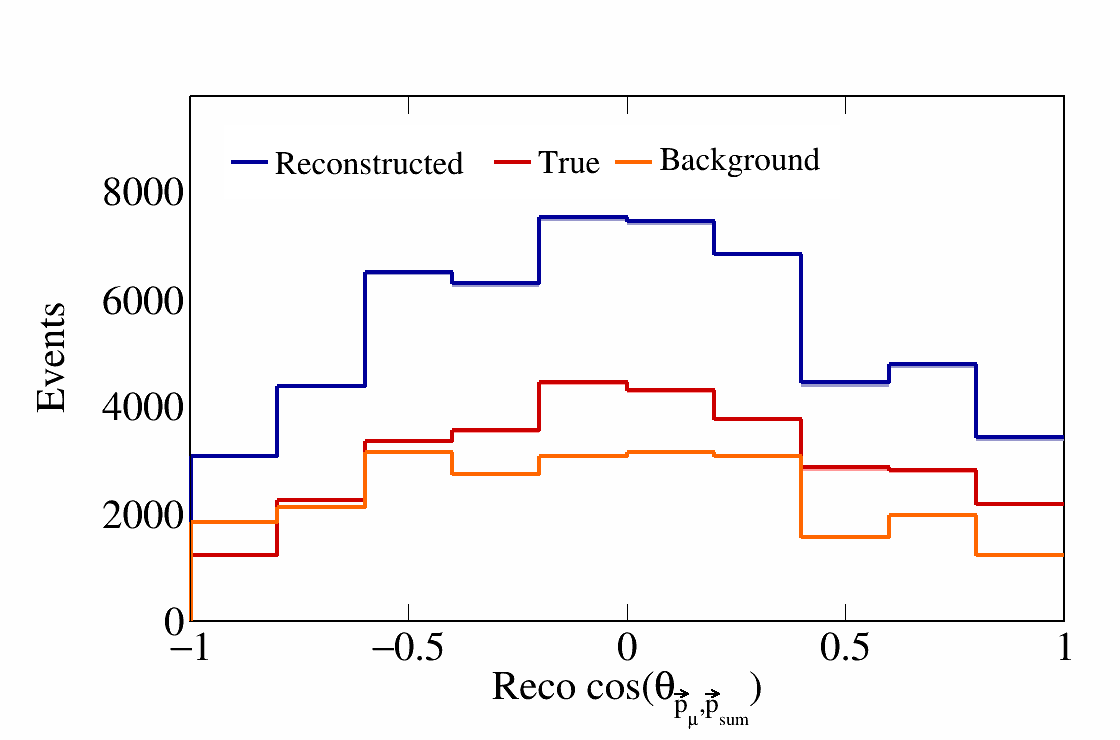 Reconstructed True Background
Events
8000
6000
4000
2000
0
−1 −0.5 0 0.5 1
Reco cos(θ p⃗μ,p⃗sum)